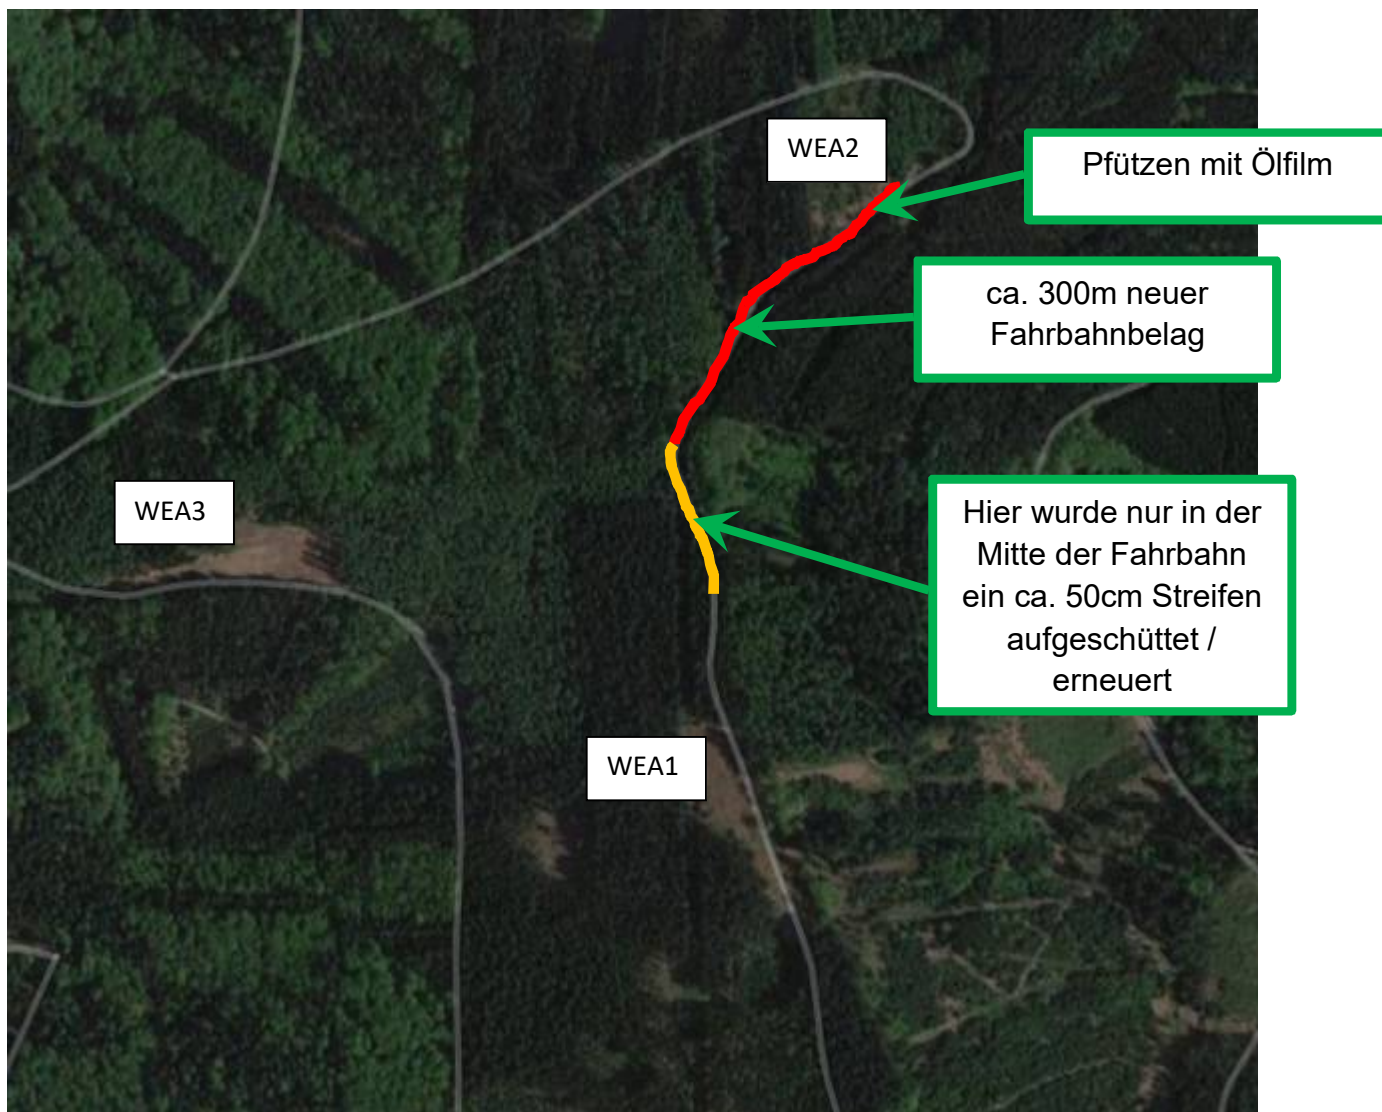 WEA2
Pfützen mit Ölfilm
ca. 300m neuer
Fahrbahnbelag
WEA3
Hier wurde nur in der
Mitte der Fahrbahn
ein ca. 50cm Streifen
aufgeschüttet /
erneuert
WEA1